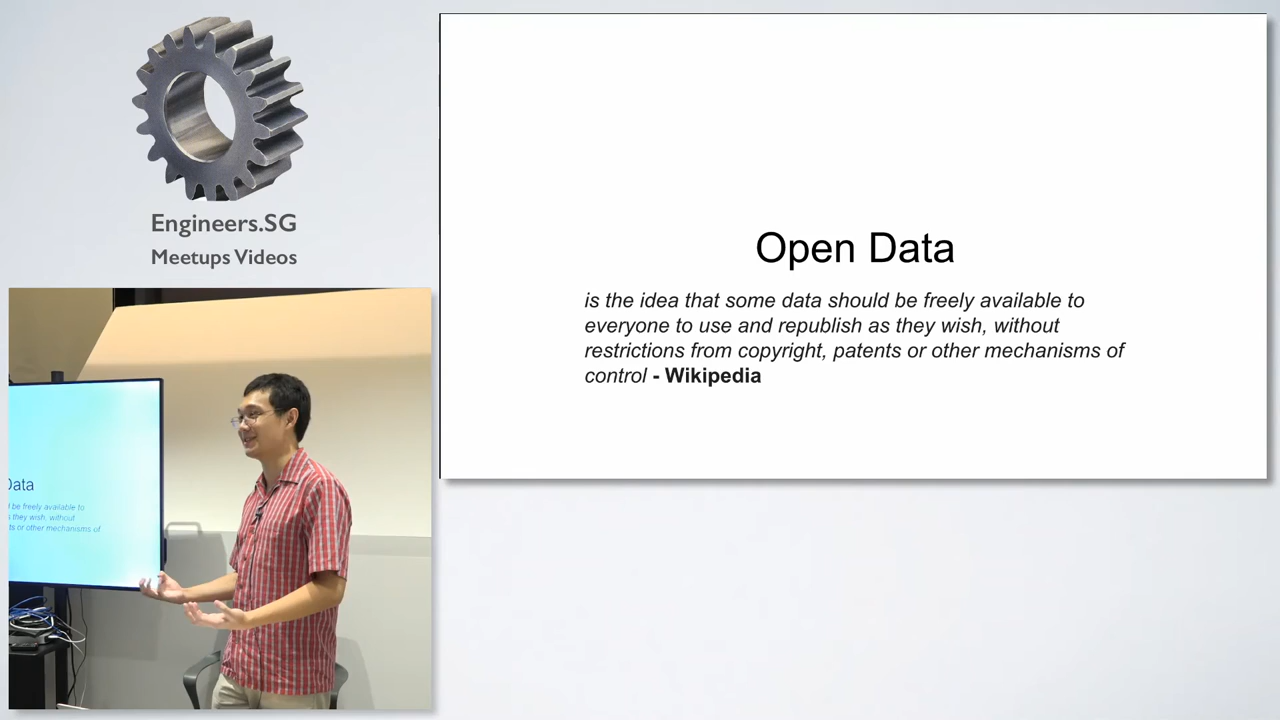 Engineers.SG
Meetups Videos
Open Data
is the idea that some data should be freely available to
everyone to use and republish as they wish, without
restrictions from copyright, patents or other mechanisms of
control - Wikipedia
Data
be freely available to
they wish, without
or other mechanisms of